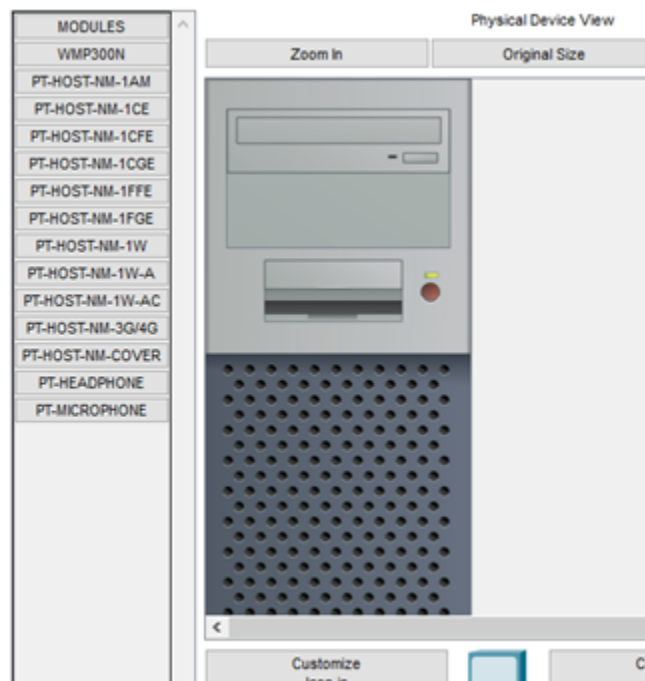 MODULES
WMP300N
PT-HOST-NM-1AM
PT-HOST-NM-1CE
PT-HOST-NM-1CFE
PT-HOST-NM-1CGE
PT-HOST-NM-1FFE
PT-HOST-NM-1FGE
PT-HOST-NM-1W
PT-HOST-NM-1W-A
PT-HOST-NM-1W-AC
PT-HOST-NM-3G/4G
PT-HOST-NM-COVER
PT-HEADPHONE
PT-MICROPHONE
Physical Device View
Zoom In
Original Size
Customize